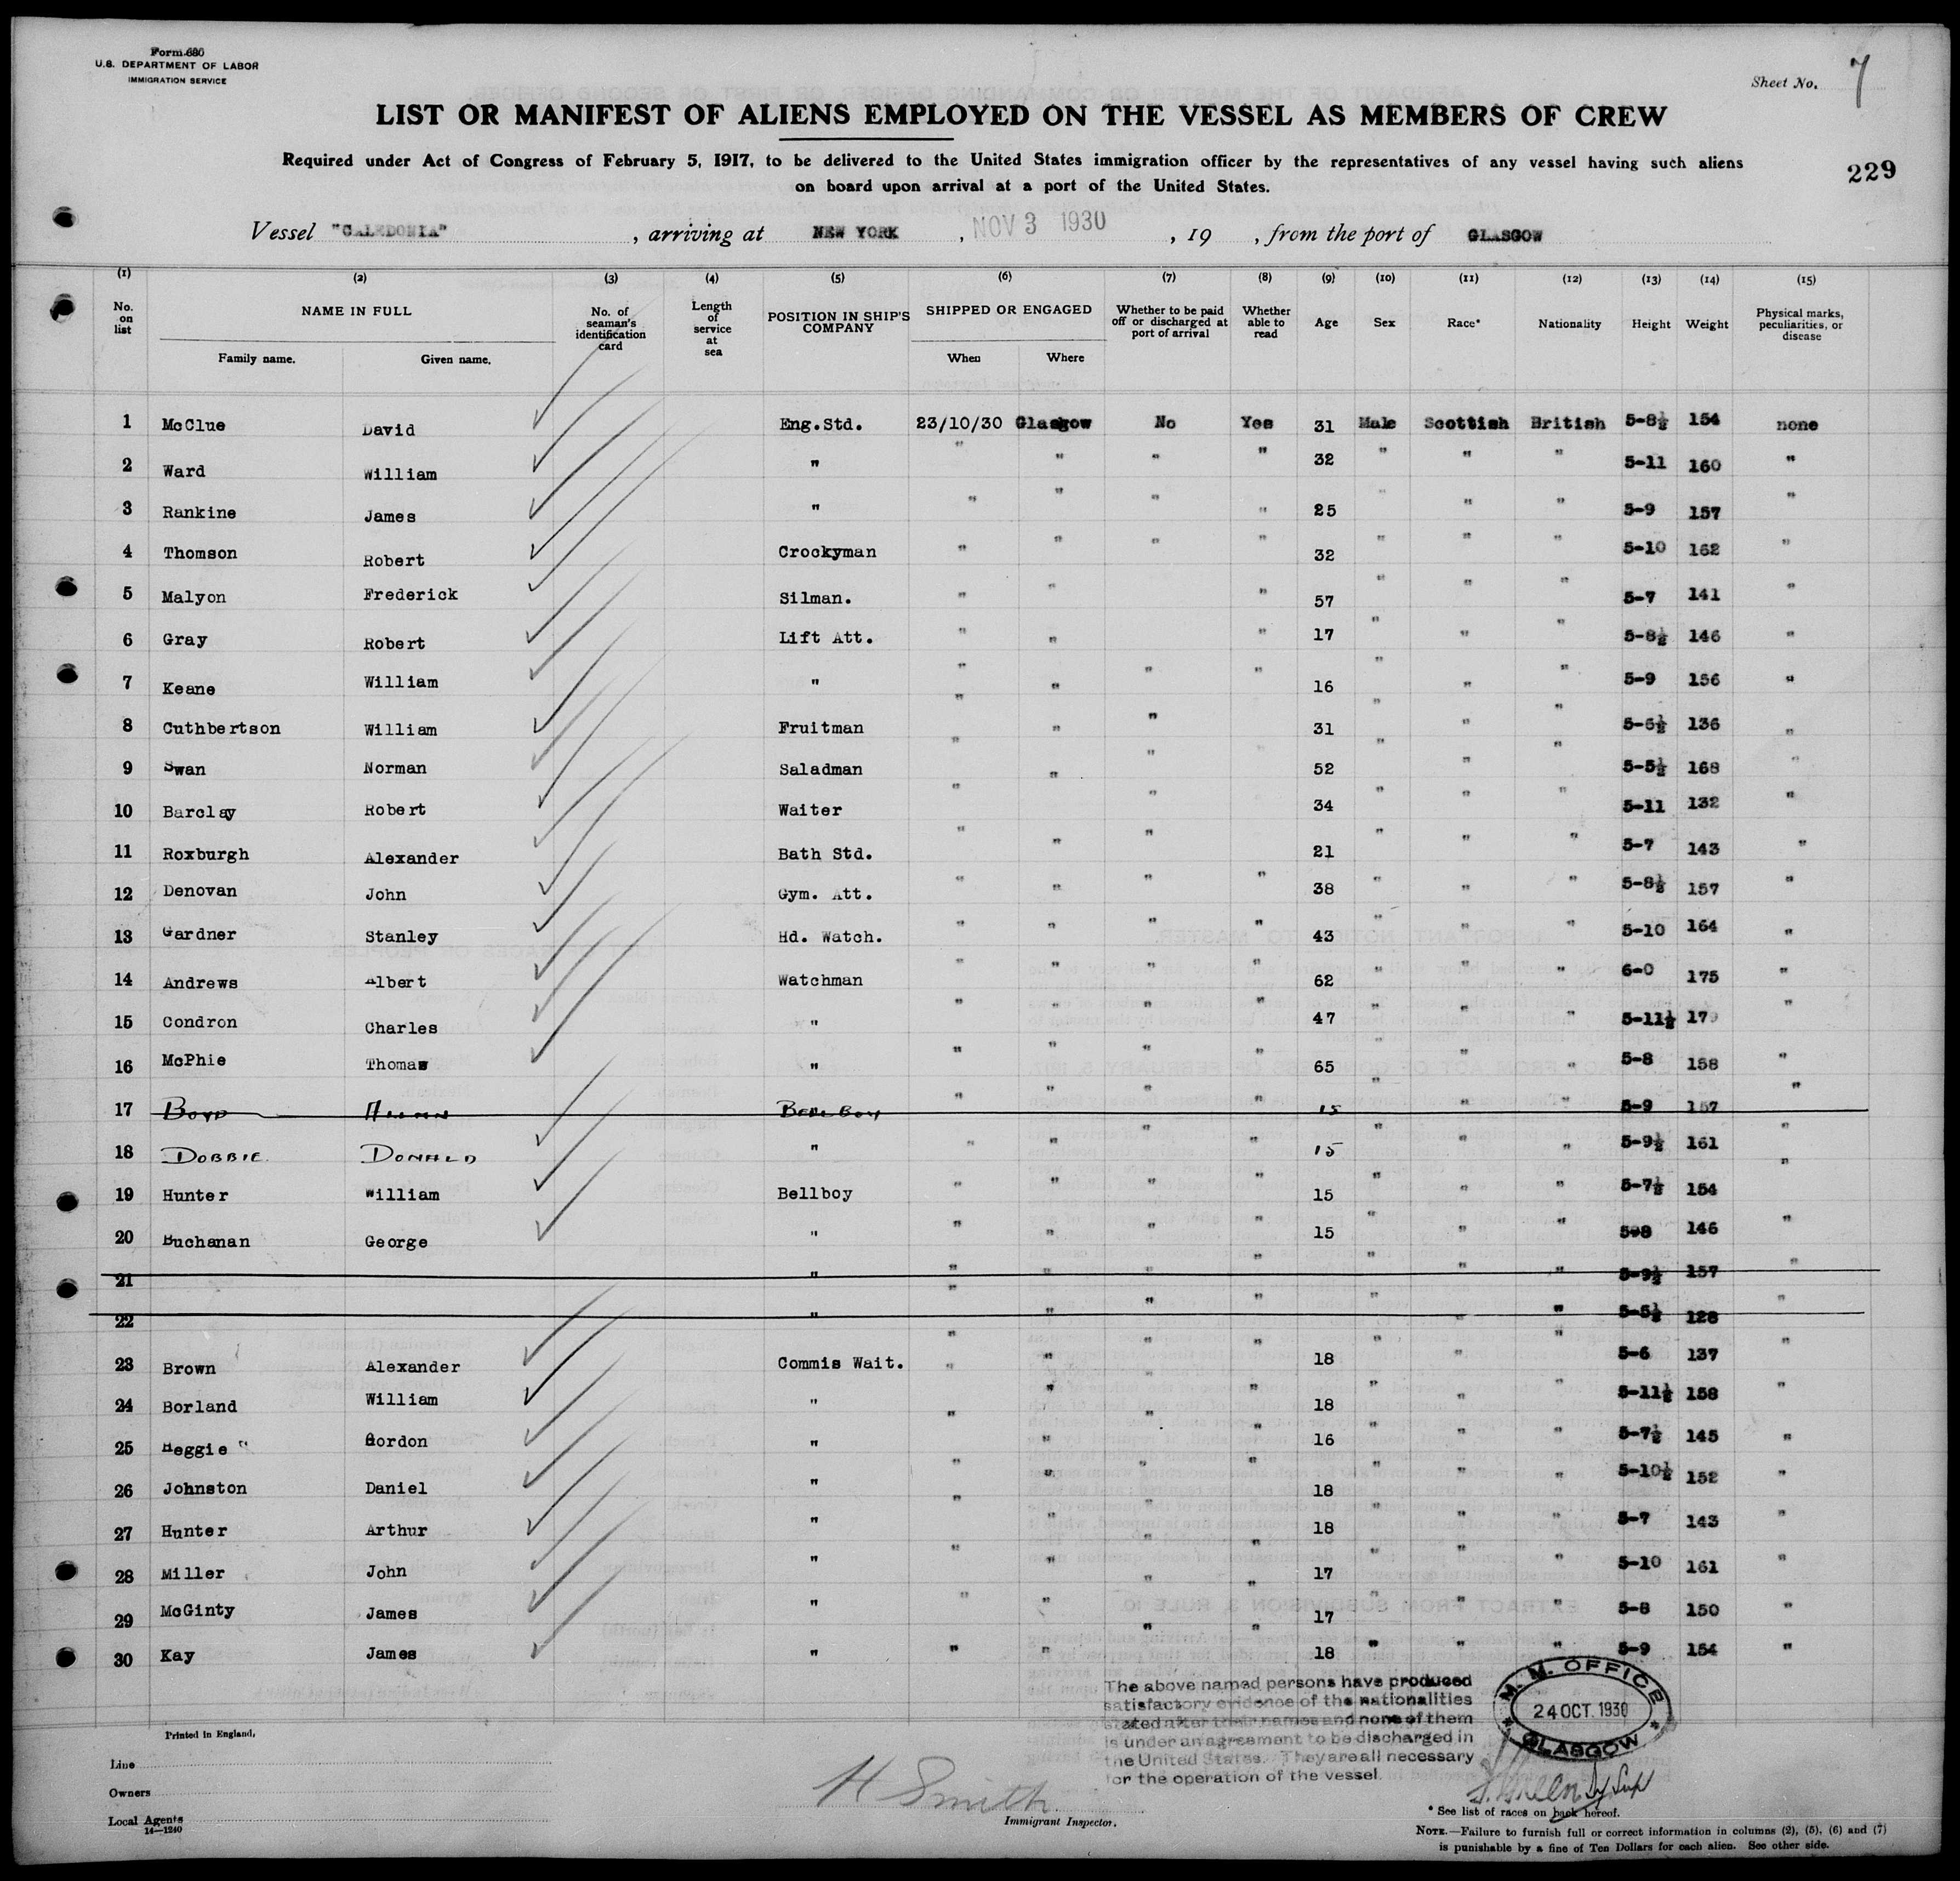 Form 680
U.S. DEPARTMENT OF LABOR
IMMIGRATION SERVICE
Sheet No. 7
LIST OR MANIFEST OF ALIENS EMPLOYED ON THE VESSEL AS MEMBERS OF CREW
Required under Act of Congress of February 5, 1917, to be delivered to the United States immigration officer by the representatives of any vessel having such aliens
on board upon arrival at a port of the United States.
229
Vessel "CALEDONIA", arriving at NEW YORK, NOV 3 1930, 19 , from the port of GLASGOW
(1) (2) (3) (4) (5) (6) (7) (8) (9) (10) (11) (12) (13) (14) (15)
No. on list NAME IN FULL Family name. Given name. No. of seaman's identification card Length of service at sea POSITION IN SHIP'S COMPANY SHIPPED OR ENGAGED When Where Whether to be paid off or discharged at port of arrival Whether able to read Age Sex Race* Nationality Height Weight Physical marks, peculiarities, or disease
1 McClue David Eng.Std. 23/10/30 Glasgow No Yes 31 Male Scottish British 5-8½ 154 none
2 Ward William " " " " " 32 " " " 5-11 160 "
3 Rankine James " " " " " 25 " " " 5-9 157 "
4 Thomson Robert Crockyman " " " " 32 " " " 5-10 162 "
5 Malyon Frederick Silman. " " " 57 " " " 5-7 141 "
6 Gray Robert Lift Att. " " " 17 " " " 5-8½ 146 "
7 Keane William " " " " " 16 " " " 5-9 156 "
8 Cuthbertson William Fruitman " " " 31 " " " 136 "
9 Swan Norman Saladman " " " 52 " " " 5-5½ 168 "
10 Barclay Robert Waiter " " 34 " " " 5-11 132 "
11 Roxburgh Alexander Bath Std. " " " 21 " " " 5-7 143 "
12 Denovan John Gym. Att. " " " " 38 " " " 5-8½ 157 "
13 Gardner Stanley Hd. Watch. " " " " 43 " " " 5-10 164 "
14 Andrews Albert Watchman " " " " 62 " " " 6-0 175 "
15 Condron Charles " " " " " 47 " " " 5-11½ 179 "
16 McPhie Thomas " " " " " 65 " " " 5-8 158 "
17 Boyd Bell Boy " " " 15 " " " 5-9 157 "
18 Dobbie Donald " " " " " 15 " " " 5-9½ 161 "
19 Hunter William Bellboy " " " " 15 " " " 5-7½ 154 "
20 Buchanan George " " " " " 15 " " " 5-8 146 "
21 " " " " " " " 5-9½ 157 "
22 " " " " " " " " 5-5½ 128 "
23 Brown Alexander Commis Wait. " " " " 18 " " " 5-6 137 "
24 Borland William " " " " 18 " " " 5-11½ 158 "
25 Heggie Gordon " " " " " 16 " " " 5-7½ 145 "
26 Johnston Daniel " " " " " 18 " " " 5-10½ 152 "
27 Hunter Arthur " " " " " 18 " " " 5-7 143 "
28 Miller John " " " " " 17 " " " 5-10 161 "
29 McGinty James " " " 17 " " " 5-8 150 "
30 Kay James " " " " " 18 " " " 5-9 154 "
The above named persons have produced
satisfactory evidence of the nationalities
stated after their names and none of them
is under an agreement to be discharged in
the United States. They are all necessary
for the operation of the vessel.
M. M. OFFICE
24 OCT. 1930
* GLASGOW *
Printed in England.
Line
Owners
Local Agents
14—1240
H Smith
Immigrant Inspector.
* See list of races on back hereof.
NOTE.—Failure to furnish full or correct information in columns (2), (5), (6) and (7)
is punishable by a fine of Ten Dollars for each alien. See other side.